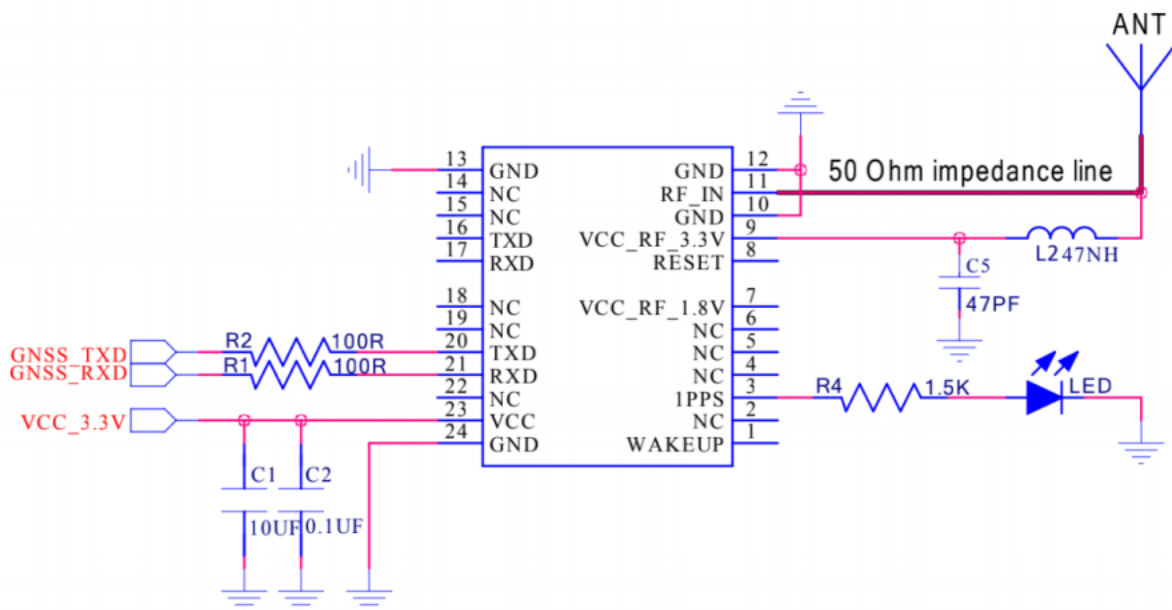 ANT
50 Ohm impedance line
13 GND GND 12
14 NC RF_IN 11
15 NC GND 10
16 TXD VCC_RF_3.3V 9
17 RXD RESET 8
L2 47NH
C5
47PF
18 NC VCC_RF_1.8V 7
19 NC NC 6
GNSS_TXD R2 100R 20 TXD NC 5
GNSS_RXD R1 100R 21 RXD NC 4
22 NC 1PPS 3 R4 1.5K LED
VCC_3.3V 23 VCC NC 2
24 GND WAKEUP 1
C1 C2
10UF 0.1UF